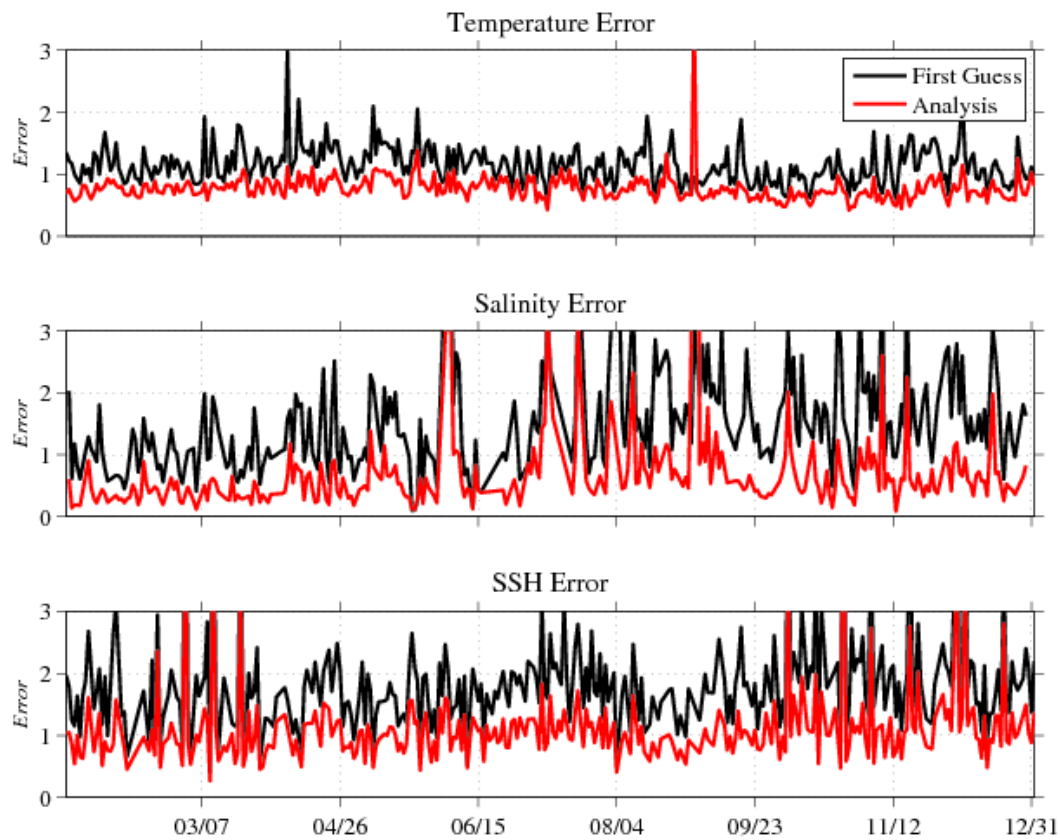 Temperature Error
3
2
1
0
Error
First Guess
Analysis
Salinity Error
3
2
1
0
Error
SSH Error
3
2
1
0
Error
03/07 04/26 06/15 08/04 09/23 11/12 12/31